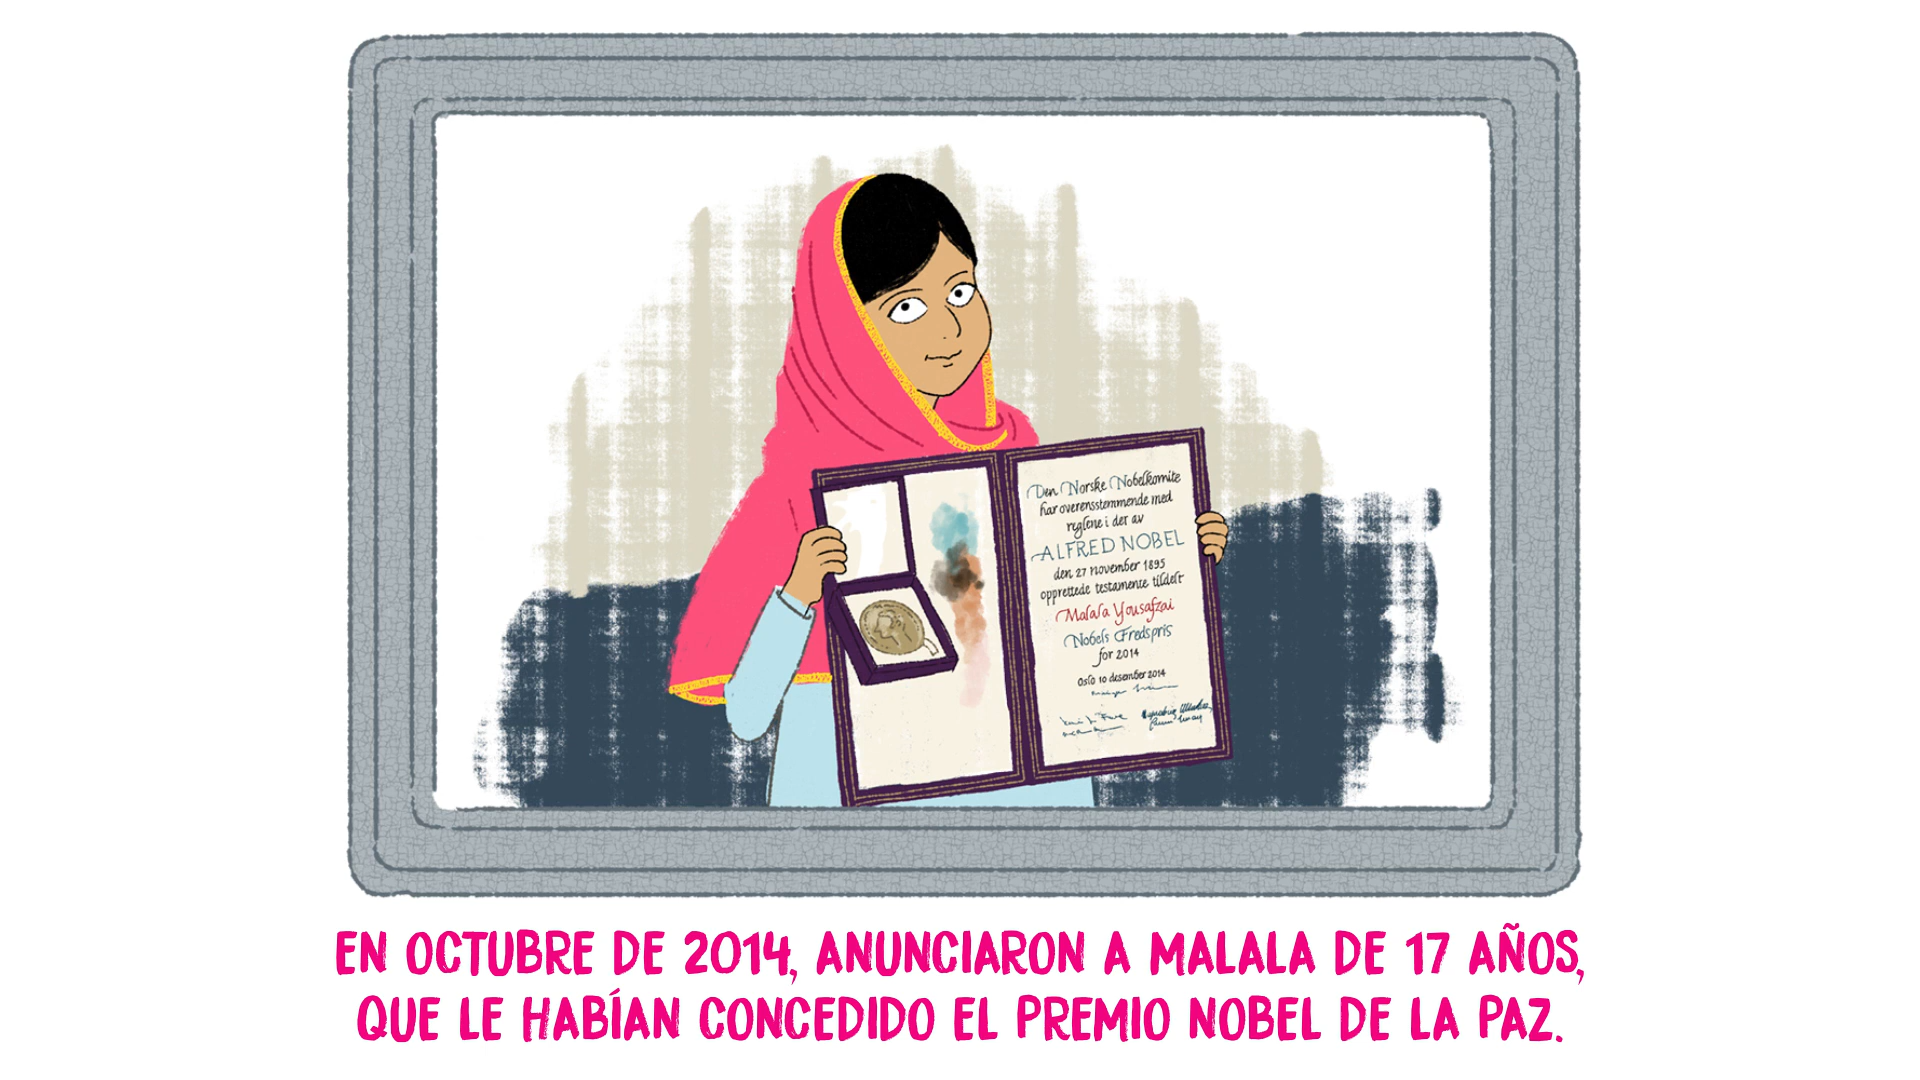 Den Norske Nobelkomite
har overensstemmende med
reglene i det av
ALFRED NOBEL
den 27 november 1895
opprettede testamente tildelt
Malala Yousafzai
Nobels Fredspris
for 2014
Oslo 10 desember 2014
EN OCTUBRE DE 2014, ANUNCIARON A MALALA DE 17 AÑOS,
QUE LE HABÍAN CONCEDIDO EL PREMIO NOBEL DE LA PAZ.